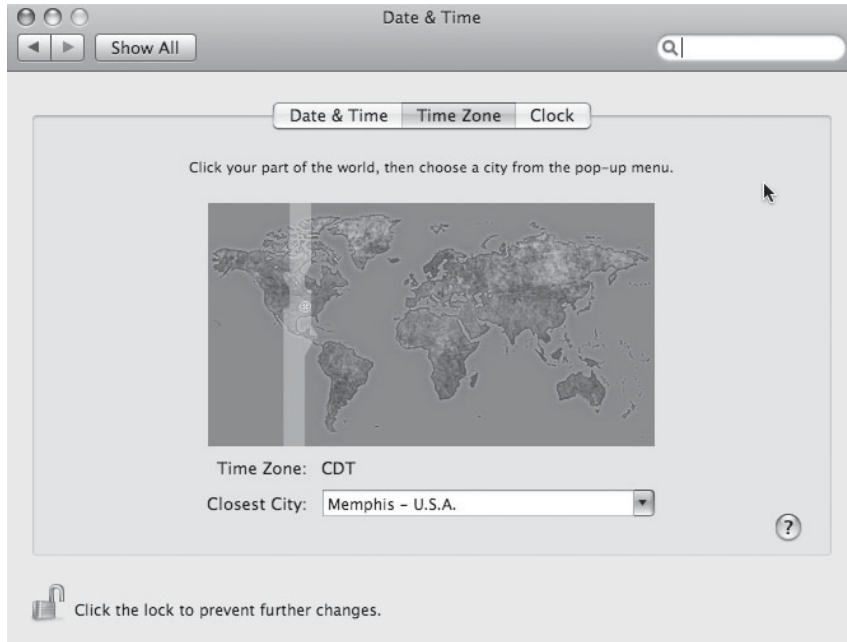 Date & Time
Show All
Date & Time Time Zone Clock
Click your part of the world, then choose a city from the pop-up menu.
Time Zone: CDT
Closest City: Memphis – U.S.A.
?
Click the lock to prevent further changes.